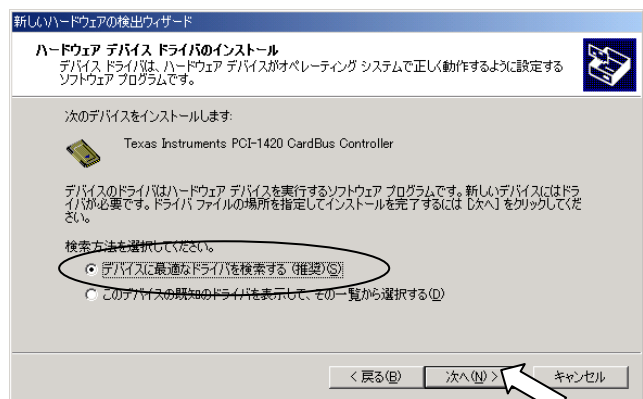 新しいハードウェアの検出ウィザード
ハードウェア デバイス ドライバのインストール
デバイス ドライバは、ハードウェア デバイスがオペレーティング システムで正しく動作するように設定する
ソフトウェア プログラムです。
次のデバイスをインストールします:
Texas Instruments PCI-1420 CardBus Controller
デバイスのドライバはハードウェア デバイスを実行するソフトウェア プログラムです。新しいデバイスにはドラ
イバが必要です。ドライバ ファイルの場所を指定してインストールを完了するには [次へ] をクリックしてくだ
さい。
検索方法を選択してください。
デバイスに最適なドライバを検索する (推奨)(S)
このデバイスの既知のドライバを表示して、その一覧から選択する(D)
< 戻る(B) 次へ(N) > キャンセル